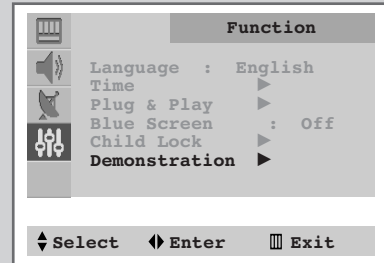 Function
Language : English
Time ►
Plug & Play ►
Blue Screen : Off
Child Lock ►
Demonstration ►
Select Enter Exit